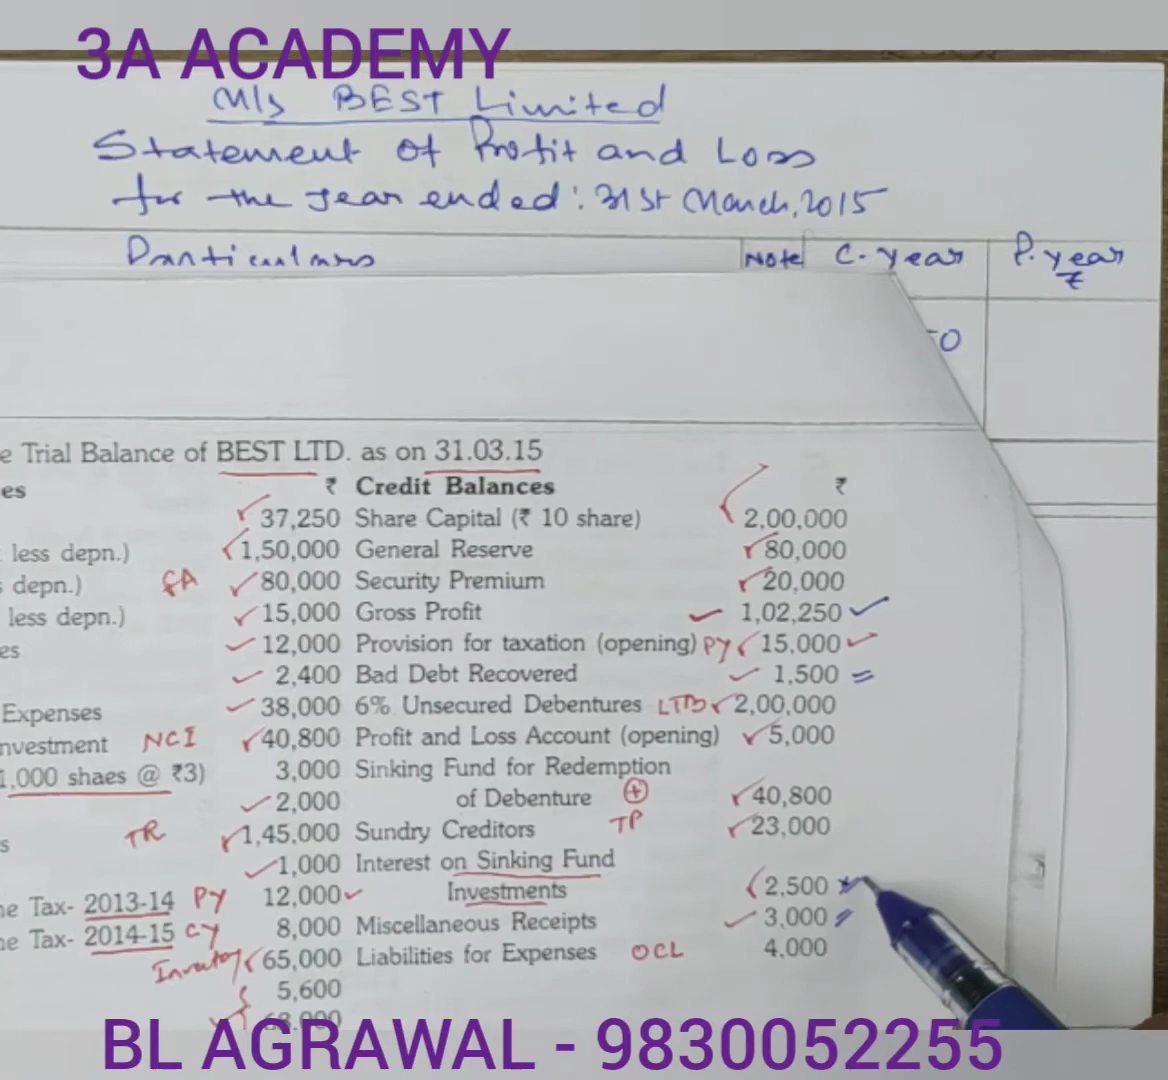 3A ACADEMY
M/s BEST Limited
Statement of Profit and Loss
for the year ended: 31st March, 2015
Particulars Note C. year P. year
₹
50
e Trial Balance of BEST LTD. as on 31.03.15
es ₹ Credit Balances ₹
37,250 Share Capital (₹ 10 share) 2,00,000
less depn.) 1,50,000 General Reserve 80,000
s depn.) FA 80,000 Security Premium 20,000
less depn.) 15,000 Gross Profit 1,02,250
es 12,000 Provision for taxation (opening) PY 15,000
2,400 Bad Debt Recovered 1,500
Expenses 38,000 6% Unsecured Debentures LTB 2,00,000
nvestment NCI 40,800 Profit and Loss Account (opening) 5,000
1,000 shaes @ ₹3) 3,000 Sinking Fund for Redemption
2,000 of Debenture + 40,800
s TR 1,45,000 Sundry Creditors TP 23,000
1,000 Interest on Sinking Fund
ne Tax- 2013-14 PY 12,000 Investments 2,500
ne Tax- 2014-15 CY 8,000 Miscellaneous Receipts 3,000
Inventory 65,000 Liabilities for Expenses OCL 4,000
5,600
BL AGRAWAL - 9830052255